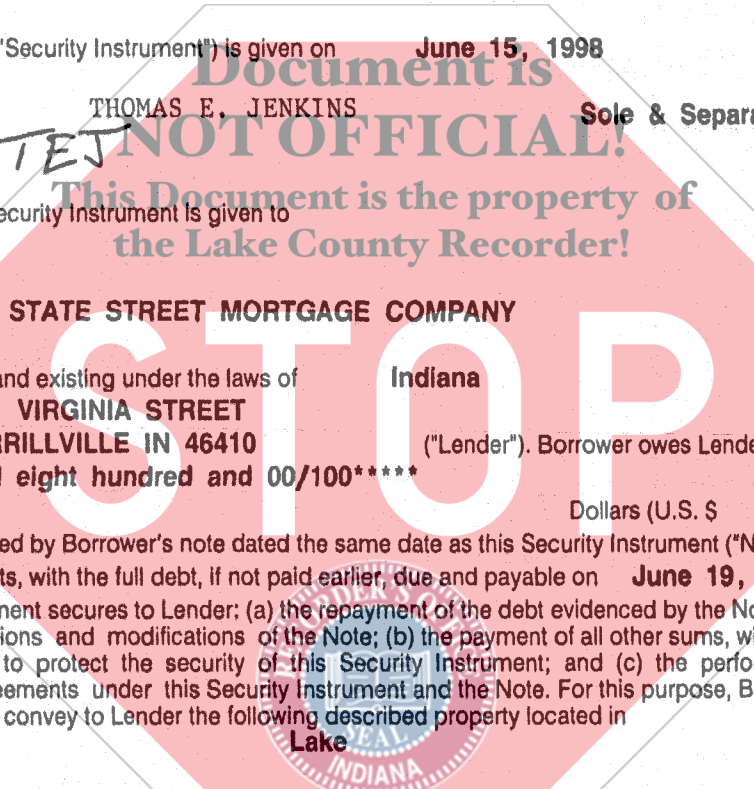 "Security Instrument") is given on June 15, 1998
Document is
THOMAS E. JENKINS Sole & Separa
TEJ
NOT OFFICIAL!
This Document is the property of
ecurity Instrument is given to
the Lake County Recorder!
STATE STREET MORTGAGE COMPANY
STOP
and existing under the laws of Indiana
VIRGINIA STREET
RRILLVILLE IN 46410 ("Lender"). Borrower owes Lende
d eight hundred and 00/100*****
Dollars (U.S. $
ed by Borrower's note dated the same date as this Security Instrument ("N
ts, with the full debt, if not paid earlier, due and payable on June 19,
ment secures to Lender: (a) the repayment of the debt evidenced by the No
ions and modifications of the Note; (b) the payment of all other sums, wi
to protect the security of this Security Instrument; and (c) the perfo
eements under this Security Instrument and the Note. For this purpose, B
convey to Lender the following described property located in
Lake
RECORDER'S OFFICE
SEAL
INDIANA